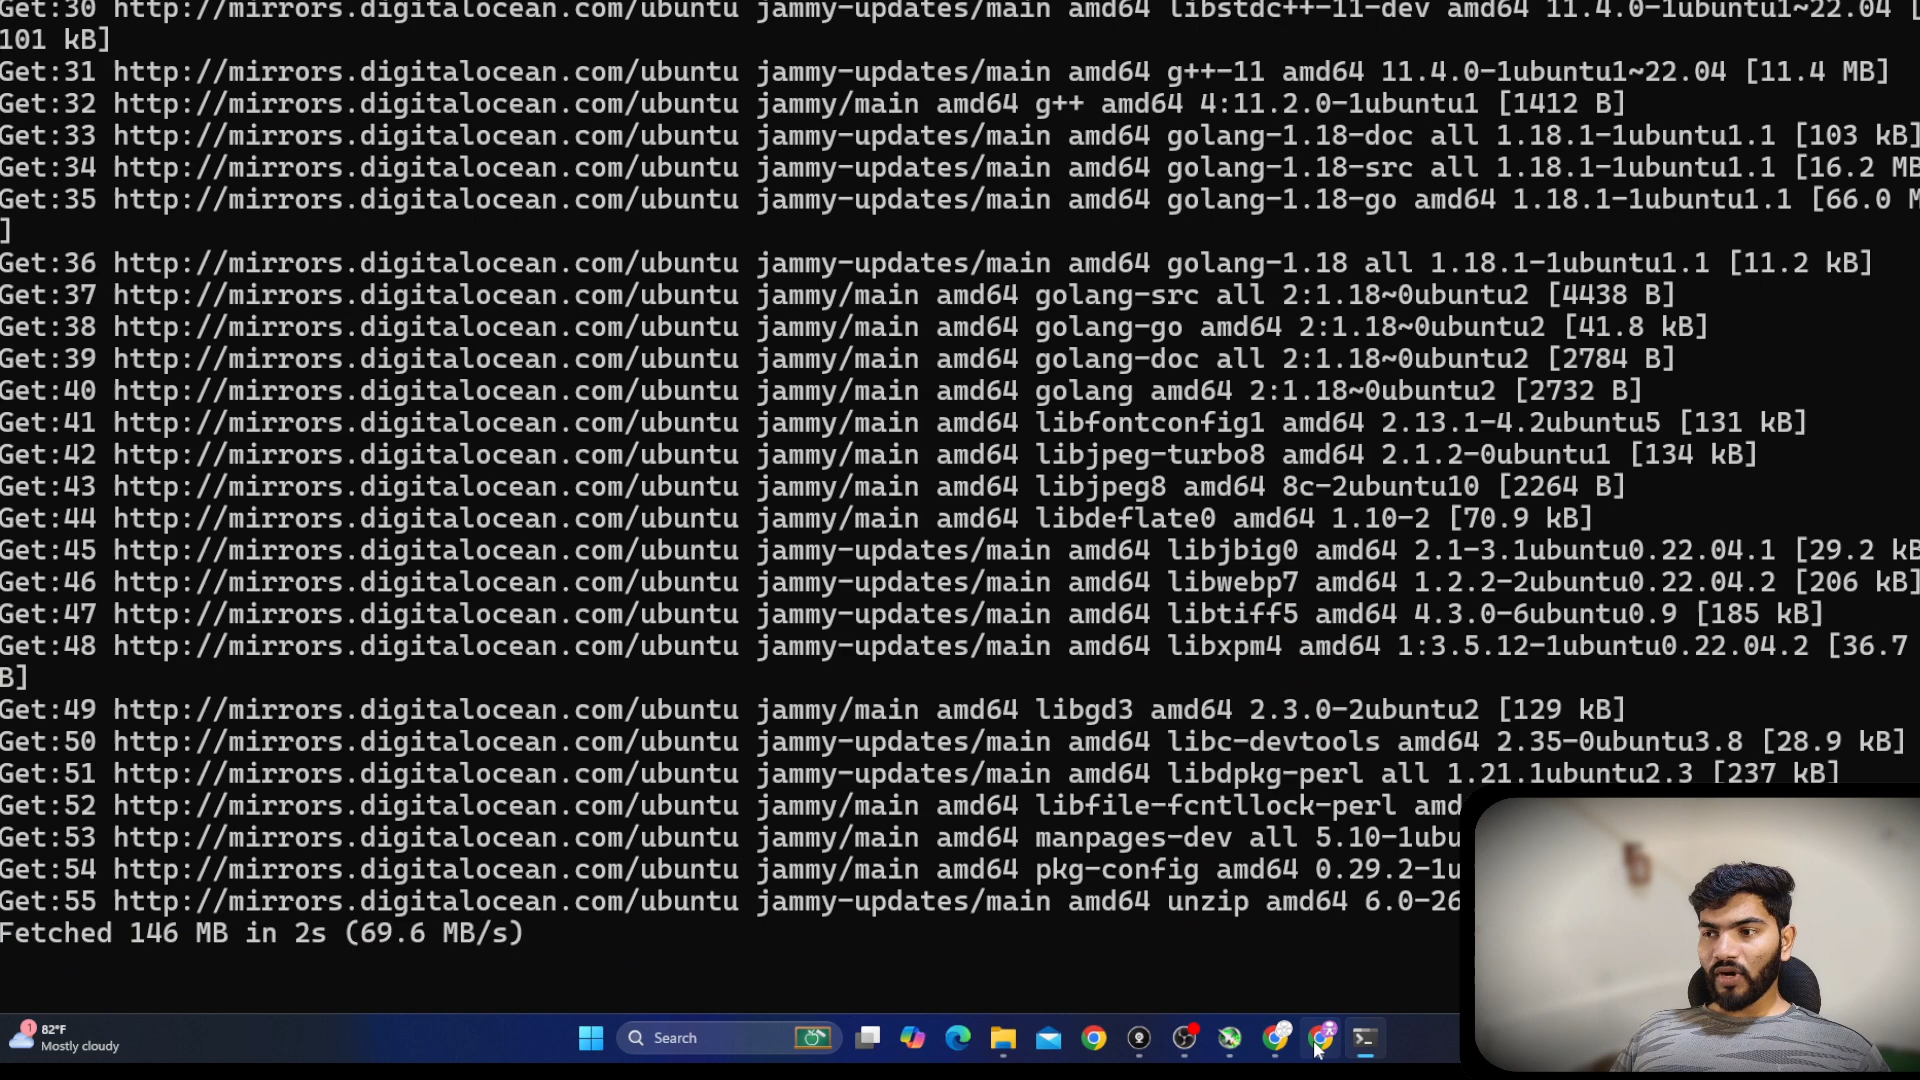 Get:30 http://mirrors.digitalocean.com/ubuntu jammy-updates/main amd64 libstdc++-11-dev amd64 11.4.0-1ubuntu1~22.04 [
101 kB]
Get:31 http://mirrors.digitalocean.com/ubuntu jammy-updates/main amd64 g++-11 amd64 11.4.0-1ubuntu1~22.04 [11.4 MB]
Get:32 http://mirrors.digitalocean.com/ubuntu jammy/main amd64 g++ amd64 4:11.2.0-1ubuntu1 [1412 B]
Get:33 http://mirrors.digitalocean.com/ubuntu jammy-updates/main amd64 golang-1.18-doc all 1.18.1-1ubuntu1.1 [103 kB]
Get:34 http://mirrors.digitalocean.com/ubuntu jammy-updates/main amd64 golang-1.18-src all 1.18.1-1ubuntu1.1 [16.2 MB
Get:35 http://mirrors.digitalocean.com/ubuntu jammy-updates/main amd64 golang-1.18-go amd64 1.18.1-1ubuntu1.1 [66.0 M
]
Get:36 http://mirrors.digitalocean.com/ubuntu jammy-updates/main amd64 golang-1.18 all 1.18.1-1ubuntu1.1 [11.2 kB]
Get:37 http://mirrors.digitalocean.com/ubuntu jammy/main amd64 golang-src all 2:1.18~0ubuntu2 [4438 B]
Get:38 http://mirrors.digitalocean.com/ubuntu jammy/main amd64 golang-go amd64 2:1.18~0ubuntu2 [41.8 kB]
Get:39 http://mirrors.digitalocean.com/ubuntu jammy/main amd64 golang-doc all 2:1.18~0ubuntu2 [2784 B]
Get:40 http://mirrors.digitalocean.com/ubuntu jammy/main amd64 golang amd64 2:1.18~0ubuntu2 [2732 B]
Get:41 http://mirrors.digitalocean.com/ubuntu jammy/main amd64 libfontconfig1 amd64 2.13.1-4.2ubuntu5 [131 kB]
Get:42 http://mirrors.digitalocean.com/ubuntu jammy/main amd64 libjpeg-turbo8 amd64 2.1.2-0ubuntu1 [134 kB]
Get:43 http://mirrors.digitalocean.com/ubuntu jammy/main amd64 libjpeg8 amd64 8c-2ubuntu10 [2264 B]
Get:44 http://mirrors.digitalocean.com/ubuntu jammy/main amd64 libdeflate0 amd64 1.10-2 [70.9 kB]
Get:45 http://mirrors.digitalocean.com/ubuntu jammy-updates/main amd64 libjbig0 amd64 2.1-3.1ubuntu0.22.04.1 [29.2 kB
Get:46 http://mirrors.digitalocean.com/ubuntu jammy-updates/main amd64 libwebp7 amd64 1.2.2-2ubuntu0.22.04.2 [206 kB]
Get:47 http://mirrors.digitalocean.com/ubuntu jammy-updates/main amd64 libtiff5 amd64 4.3.0-6ubuntu0.9 [185 kB]
Get:48 http://mirrors.digitalocean.com/ubuntu jammy-updates/main amd64 libxpm4 amd64 1:3.5.12-1ubuntu0.22.04.2 [36.7
B]
Get:49 http://mirrors.digitalocean.com/ubuntu jammy/main amd64 libgd3 amd64 2.3.0-2ubuntu2 [129 kB]
Get:50 http://mirrors.digitalocean.com/ubuntu jammy-updates/main amd64 libc-devtools amd64 2.35-0ubuntu3.8 [28.9 kB]
Get:51 http://mirrors.digitalocean.com/ubuntu jammy-updates/main amd64 libdpkg-perl all 1.21.1ubuntu2.3 [237 kB]
Get:52 http://mirrors.digitalocean.com/ubuntu jammy/main amd64 libfile-fcntllock-perl amd
Get:53 http://mirrors.digitalocean.com/ubuntu jammy/main amd64 manpages-dev all 5.10-1ubu
Get:54 http://mirrors.digitalocean.com/ubuntu jammy/main amd64 pkg-config amd64 0.29.2-1u
Get:55 http://mirrors.digitalocean.com/ubuntu jammy-updates/main amd64 unzip amd64 6.0-26
Fetched 146 MB in 2s (69.6 MB/s)
1
82°F
Mostly cloudy
Search